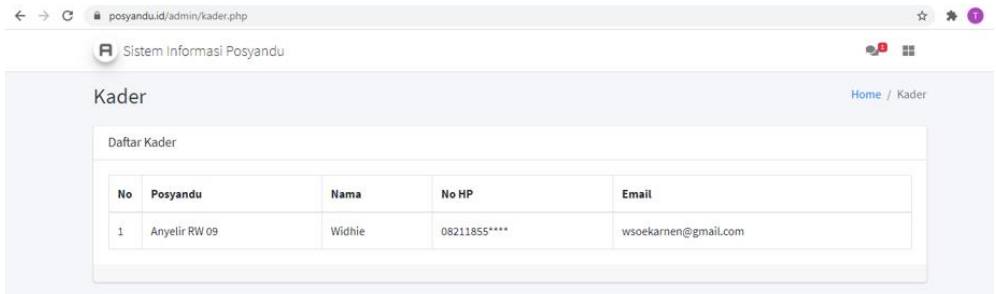 posyandu.id/admin/kader.php
T
A Sistem Informasi Posyandu
1
Kader
Home / Kader
Daftar Kader
No Posyandu Nama No HP Email
1 Anyelir RW 09 Widhie 08211855**** wsoekarnen@gmail.com